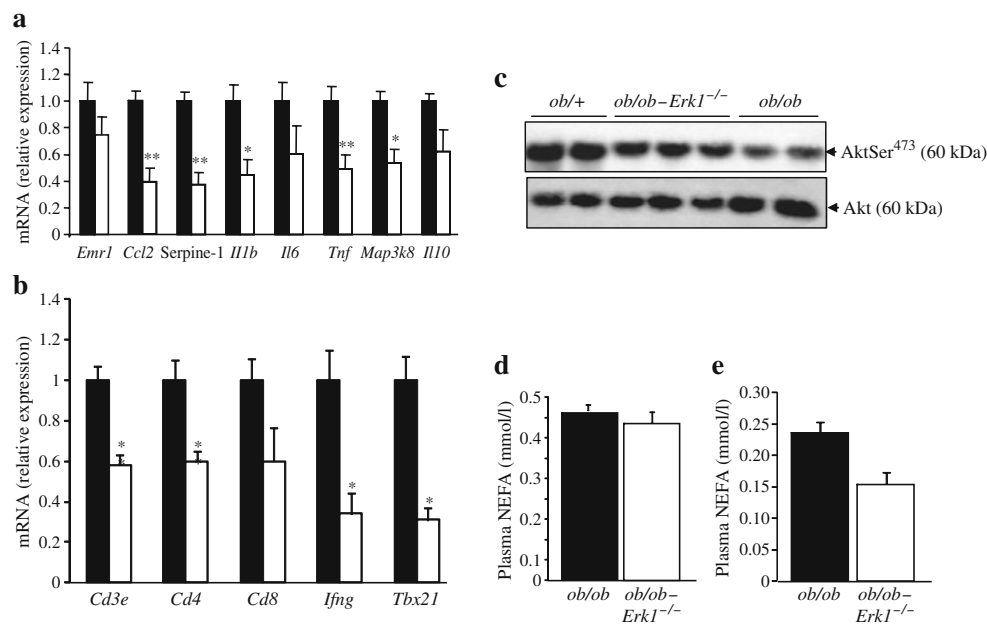 a
1.4
1.2
1.0
0.8
0.6
0.4
0.2
0
mRNA (relative expression)
** ** * ** *
Emr1 Ccl2 Serpine-1 Il1b Il6 Tnf Map3k8 Il10
b
1.4
1.2
1
0.8
0.6
0.4
0.2
0
mRNA (relative expression)
* * * * * *
Cd3e Cd4 Cd8 Ifng Tbx21
c
ob/+ ob/ob–Erk1⁻/⁻ ob/ob
AktSer⁴⁷³ (60 kDa)
Akt (60 kDa)
d
0.5
0.4
0.3
0.2
0.1
0
Plasma NEFA (mmol/l)
ob/ob ob/ob–
Erk1⁻/⁻
e
0.30
0.25
0.20
0.15
0.10
0.05
0
Plasma NEFA (mmol/l)
ob/ob ob/ob–
Erk1⁻/⁻